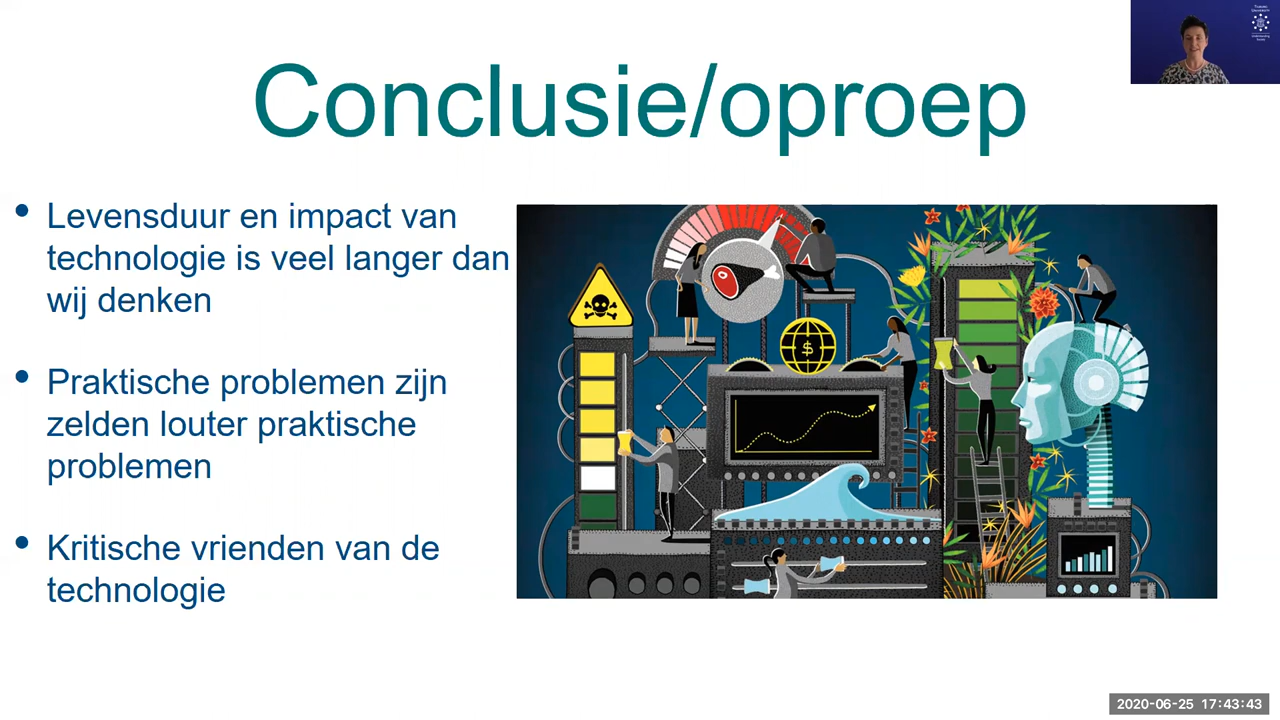 Conclusie/oproep
• Levensduur en impact van
technologie is veel langer dan
wij denken
• Praktische problemen zijn
zelden louter praktische
problemen
• Kritische vrienden van de
technologie
$
2020-06-25 17:43:43